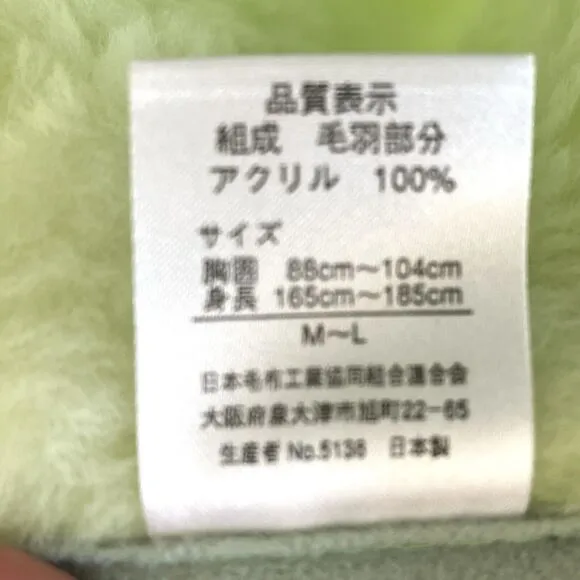 品質表示
組成 毛羽部分
アクリル 100%
サイズ
胸囲 88cm〜104cm
身長 165cm〜185cm
M〜L
日本毛布工業協同組合連合会
大阪府泉大津市旭町22-65
生産者 No.5138 日本製